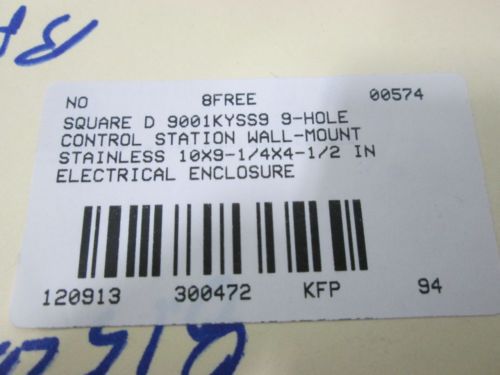 NO 8FREE 00574
SQUARE D 9001KYSS9 9-HOLE
CONTROL STATION WALL-MOUNT
STAINLESS 10X9-1/4X4-1/2 IN
ELECTRICAL ENCLOSURE
120913 300472 KFP 94